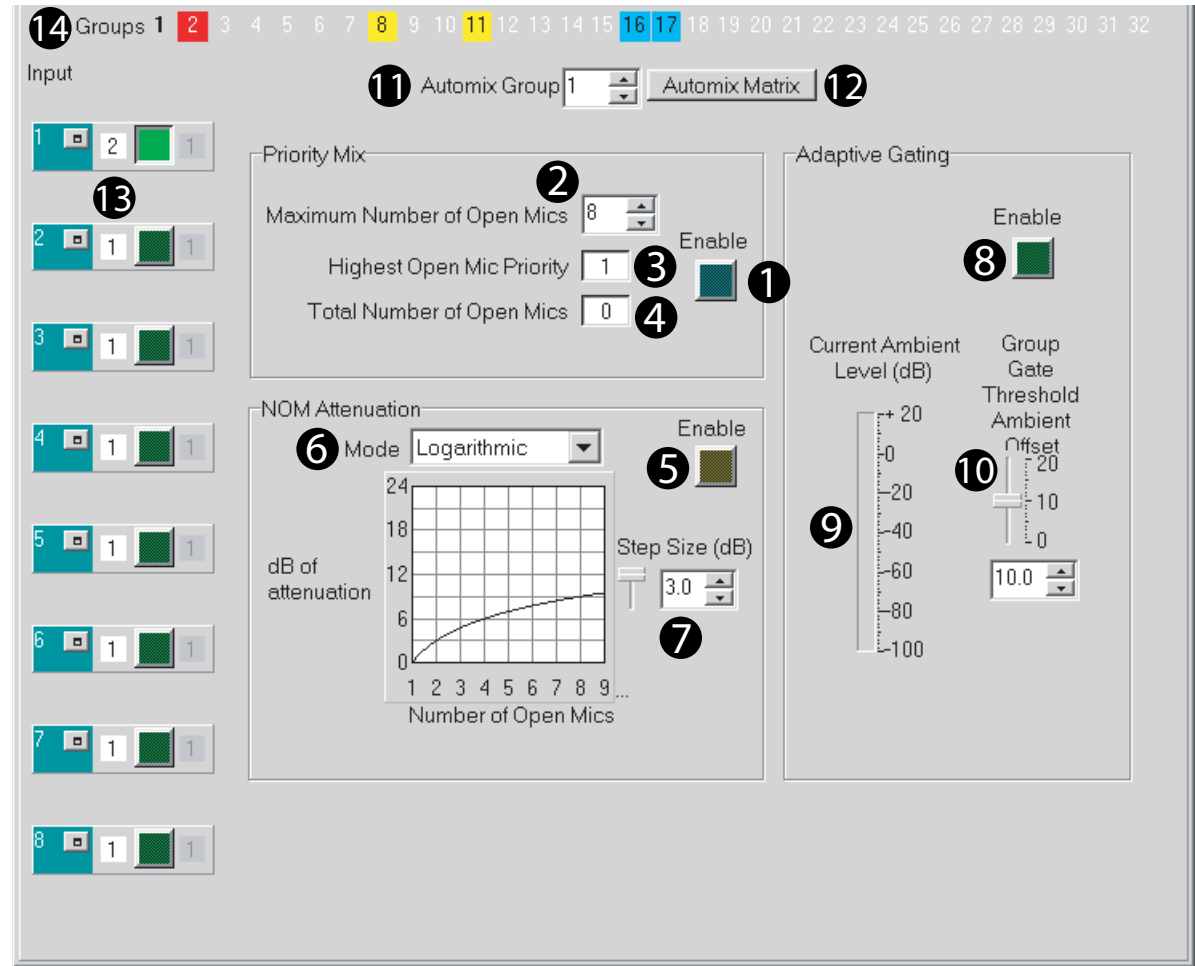 14 Groups 1 2 3 4 5 6 7 8 9 10 11 12 13 14 15 16 17 18 19 20 21 22 23 24 25 26 27 28 29 30 31 32
Input
11 Automix Group 1 Automix Matrix 12
1 2 1
13
2 1 1
3 1 1
4 1 1
5 1 1
6 1 1
7 1 1
8 1 1
Priority Mix
2
Maximum Number of Open Mics 8
Highest Open Mic Priority 1 3
Total Number of Open Mics 0 4
Enable
1
NOM Attenuation
6 Mode Logarithmic
Enable
5
24
18
12
6
0
dB of
attenuation
1 2 3 4 5 6 7 8 9 ...
Number of Open Mics
Step Size (dB)
3.0
7
Adaptive Gating
Enable
8
Current Ambient
Level (dB)
+ 20
-0
-20
-40
-60
-80
-100
9
Group
Gate
Threshold
Ambient
Offset
10
20
10
0
10.0